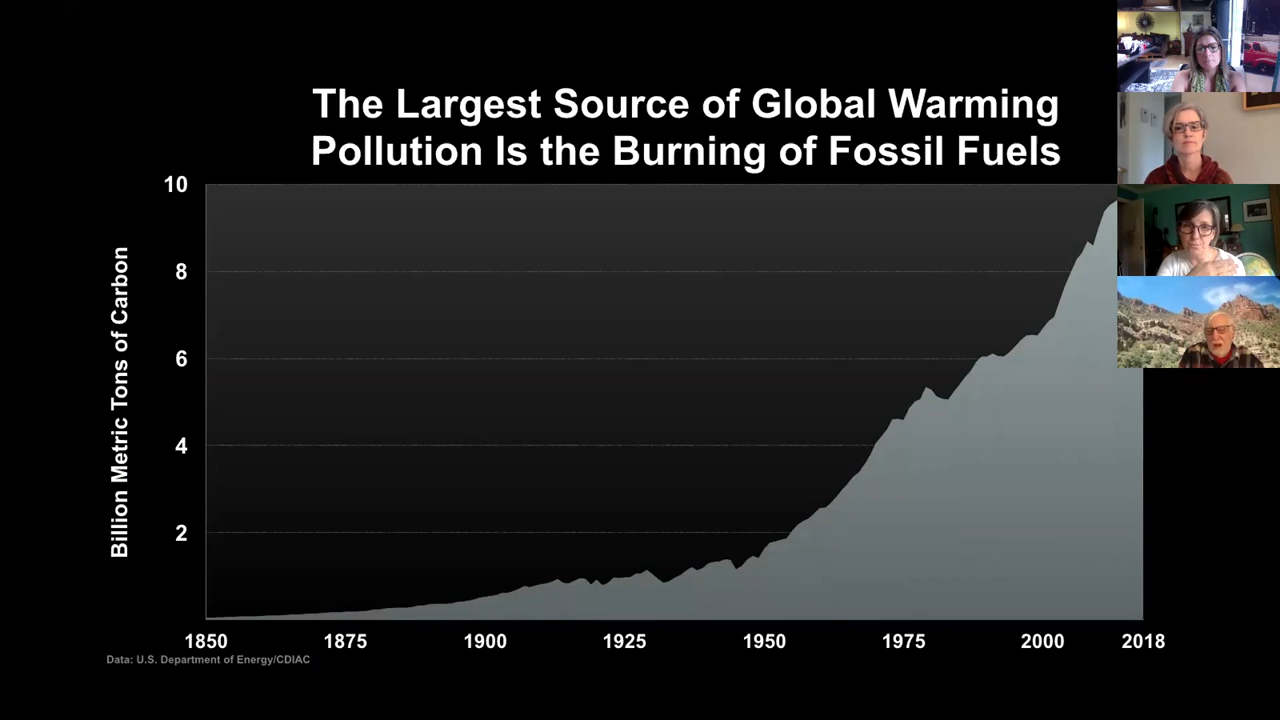 The Largest Source of Global Warming
Pollution Is the Burning of Fossil Fuels
Billion Metric Tons of Carbon
10
8
6
4
2
1850 1875 1900 1925 1950 1975 2000 2018
Data: U.S. Department of Energy/CDIAC